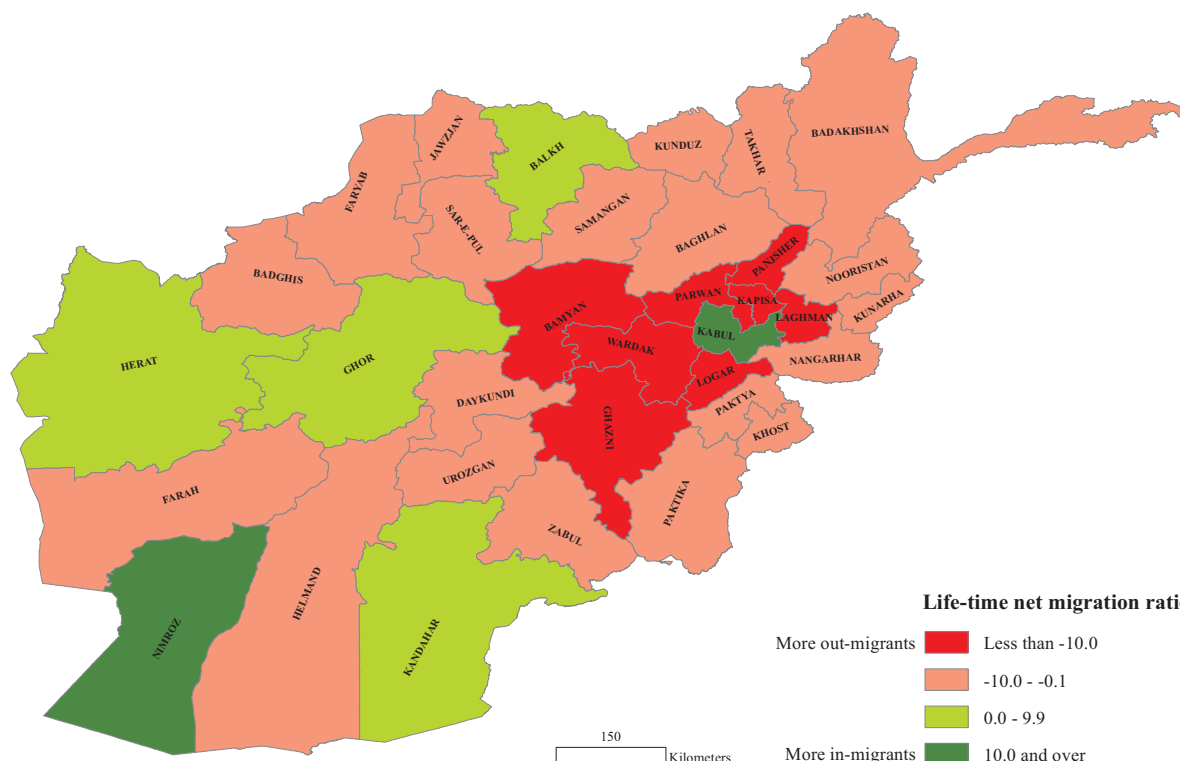 BADAKHSHAN
TAKHAR
KUNDUZ
JAWZJAN
BALKH
FARYAB
SAR-E-PUL
SAMANGAN
BAGHLAN
PANJSHER
NOORISTAN
BADGHIS
PARWAN
KAPISA
KUNARHA
LAGHMAN
BAMYAN
KABUL
WARDAK
HERAT
GHOR
NANGARHAR
LOGAR
DAYKUNDI
PAKTYA
GHAZNI
KHOST
UROZGAN
FARAH
PAKTIKA
ZABUL
HELMAND
NIMROZ
KANDAHAR
Life-time net migration rati
More out-migrants Less than -10.0
-10.0 - -0.1
0.0 - 9.9
More in-migrants 10.0 and over
150
Kilometers